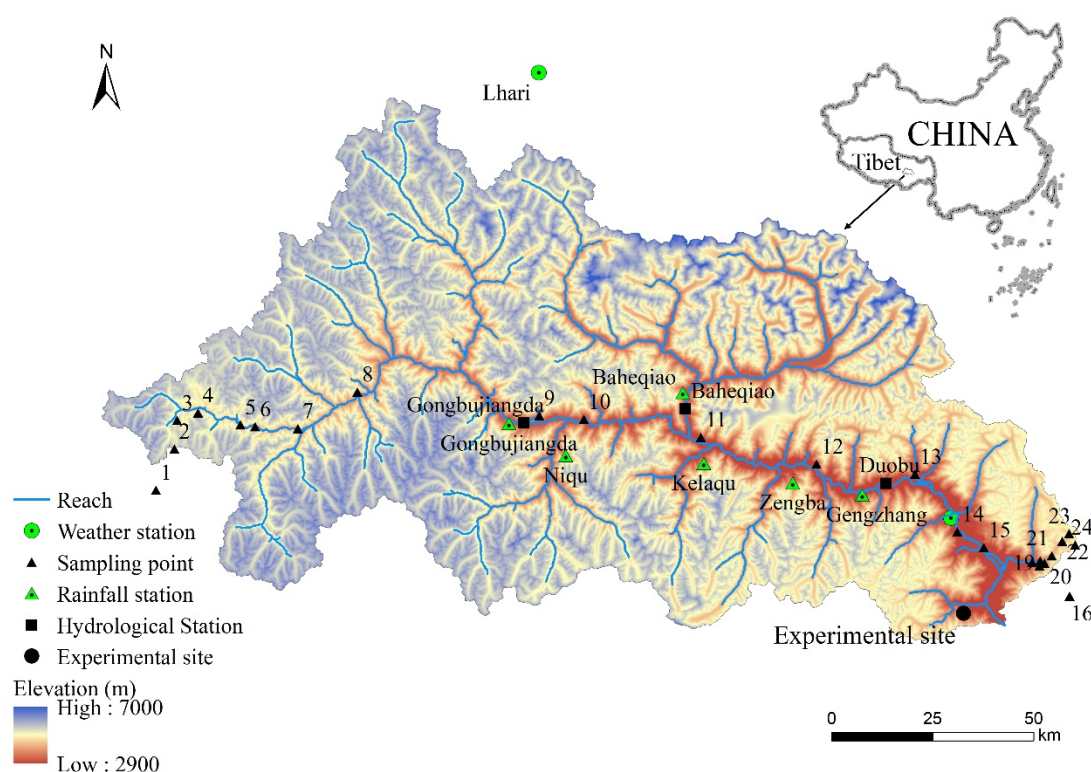 N
Lhari
CHINA
Tibet
Baheqiao
Baheqiao
8
3
4
5
6
7
2
1
Gongbujiangda
9
10
Gongbujiangda
Niqu
11
Kelaqu
12
Zengba
Duobu
13
Gengzhang
14
15
23
24
21
22
19
20
16
Experimental site
Reach
Weather station
Sampling point
Rainfall station
Hydrological Station
Experimental site
Elevation (m)
High : 7000
Low : 2900
0 25 50
km